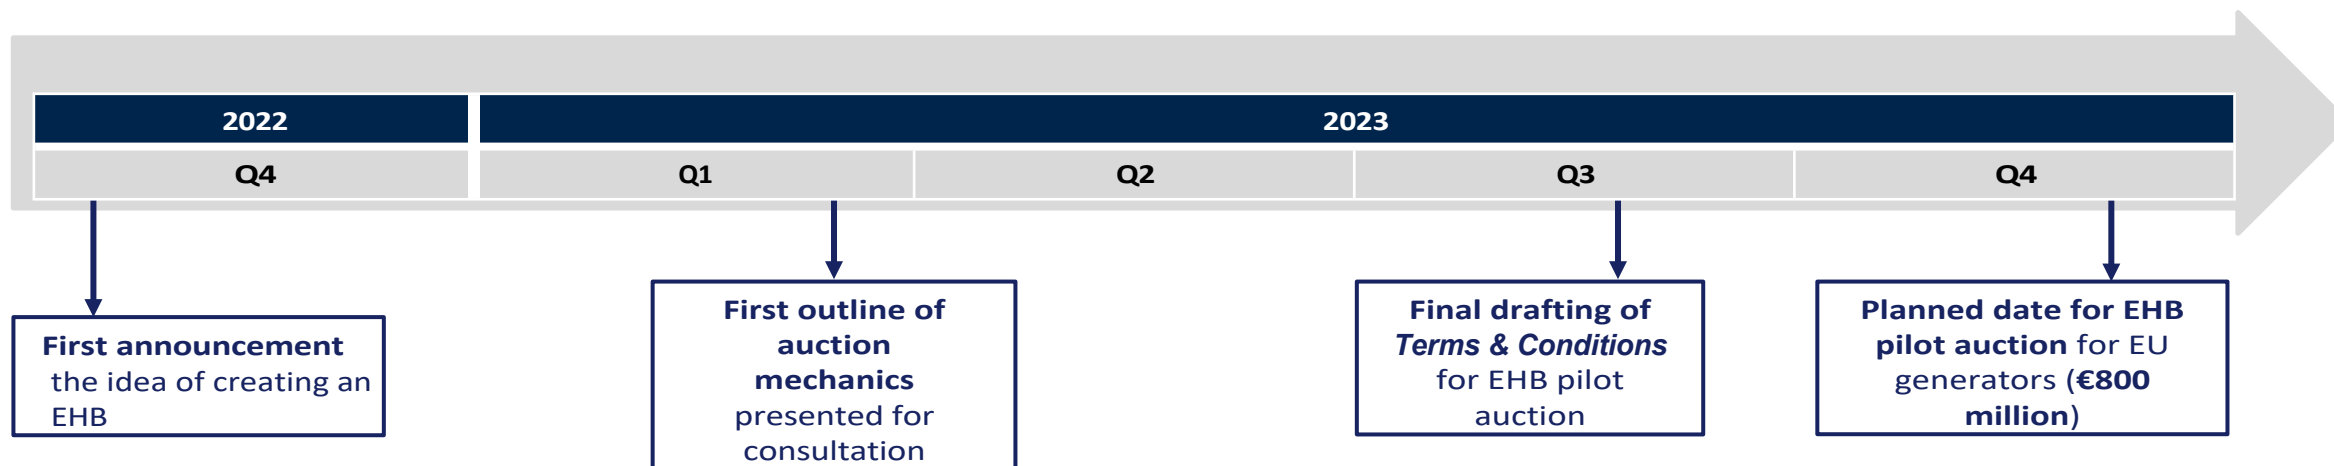 2022
2023
Q4
Q1
Q2
Q3
Q4
First announcement
the idea of creating an
EHB
First outline of
auction
mechanics
presented for
consultation
Final drafting of
Terms & Conditions
for EHB pilot
auction
Planned date for EHB
pilot auction for EU
generators (€800
million)